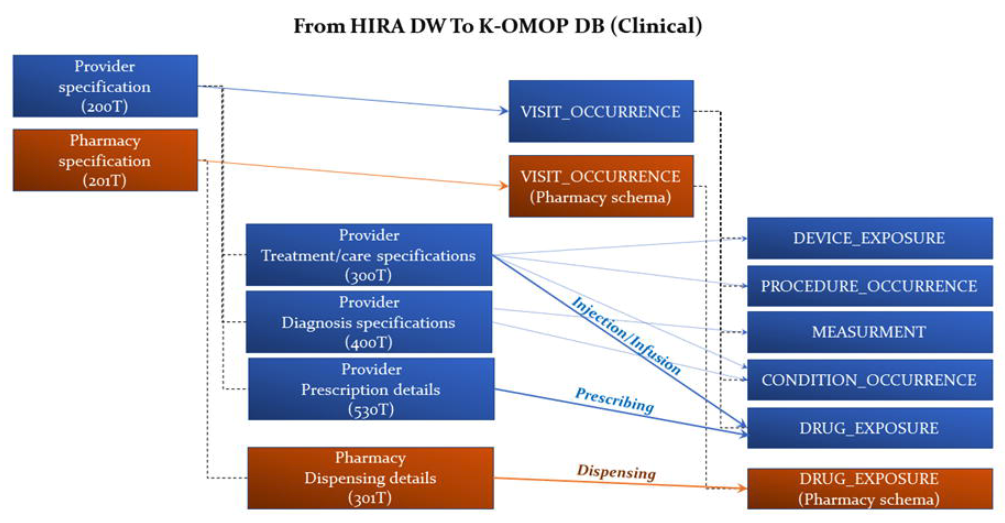 From HIRA DW To K-OMOP DB (Clinical)
Provider
specification
(200T)
Pharmacy
specification
(201T)
VISIT_OCCURRENCE
VISIT_OCCURRENCE
(Pharmacy schema)
Provider
Treatment/care specifications
(300T)
Provider
Diagnosis specifications
(400T)
Provider
Prescription details
(530T)
Pharmacy
Dispensing details
(301T)
Injection/Infusion
Prescribing
Dispensing
DEVICE_EXPOSURE
PROCEDURE_OCCURRENCE
MEASURMENT
CONDITION_OCCURRENCE
DRUG_EXPOSURE
DRUG_EXPOSURE
(Pharmacy schema)